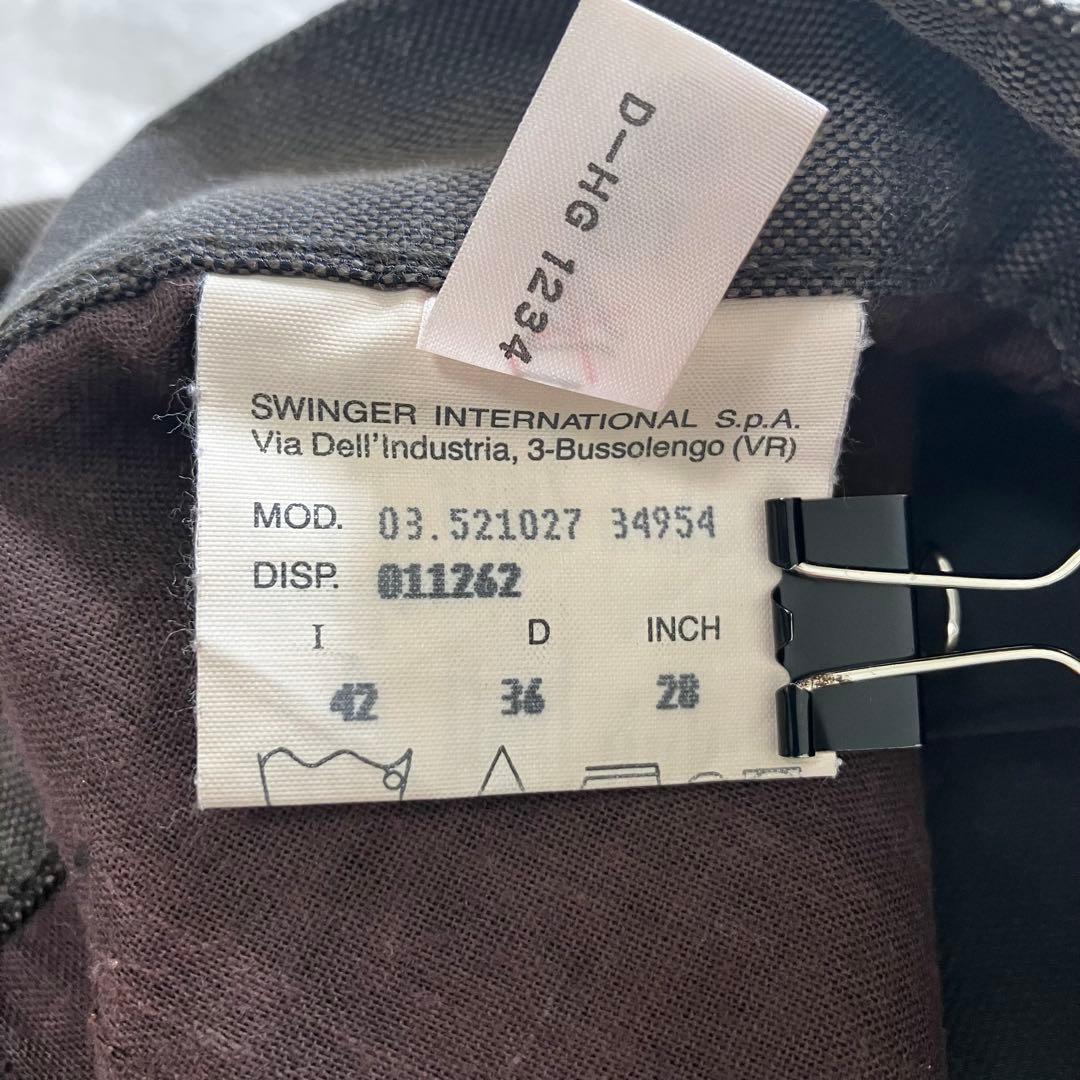 D-HG 1234
SWINGER INTERNATIONAL S.p.A.
Via Dell'Industria, 3-Bussolengo (VR)
MOD. 03.521027 34954
DISP. 011262
I D INCH
42 36 28